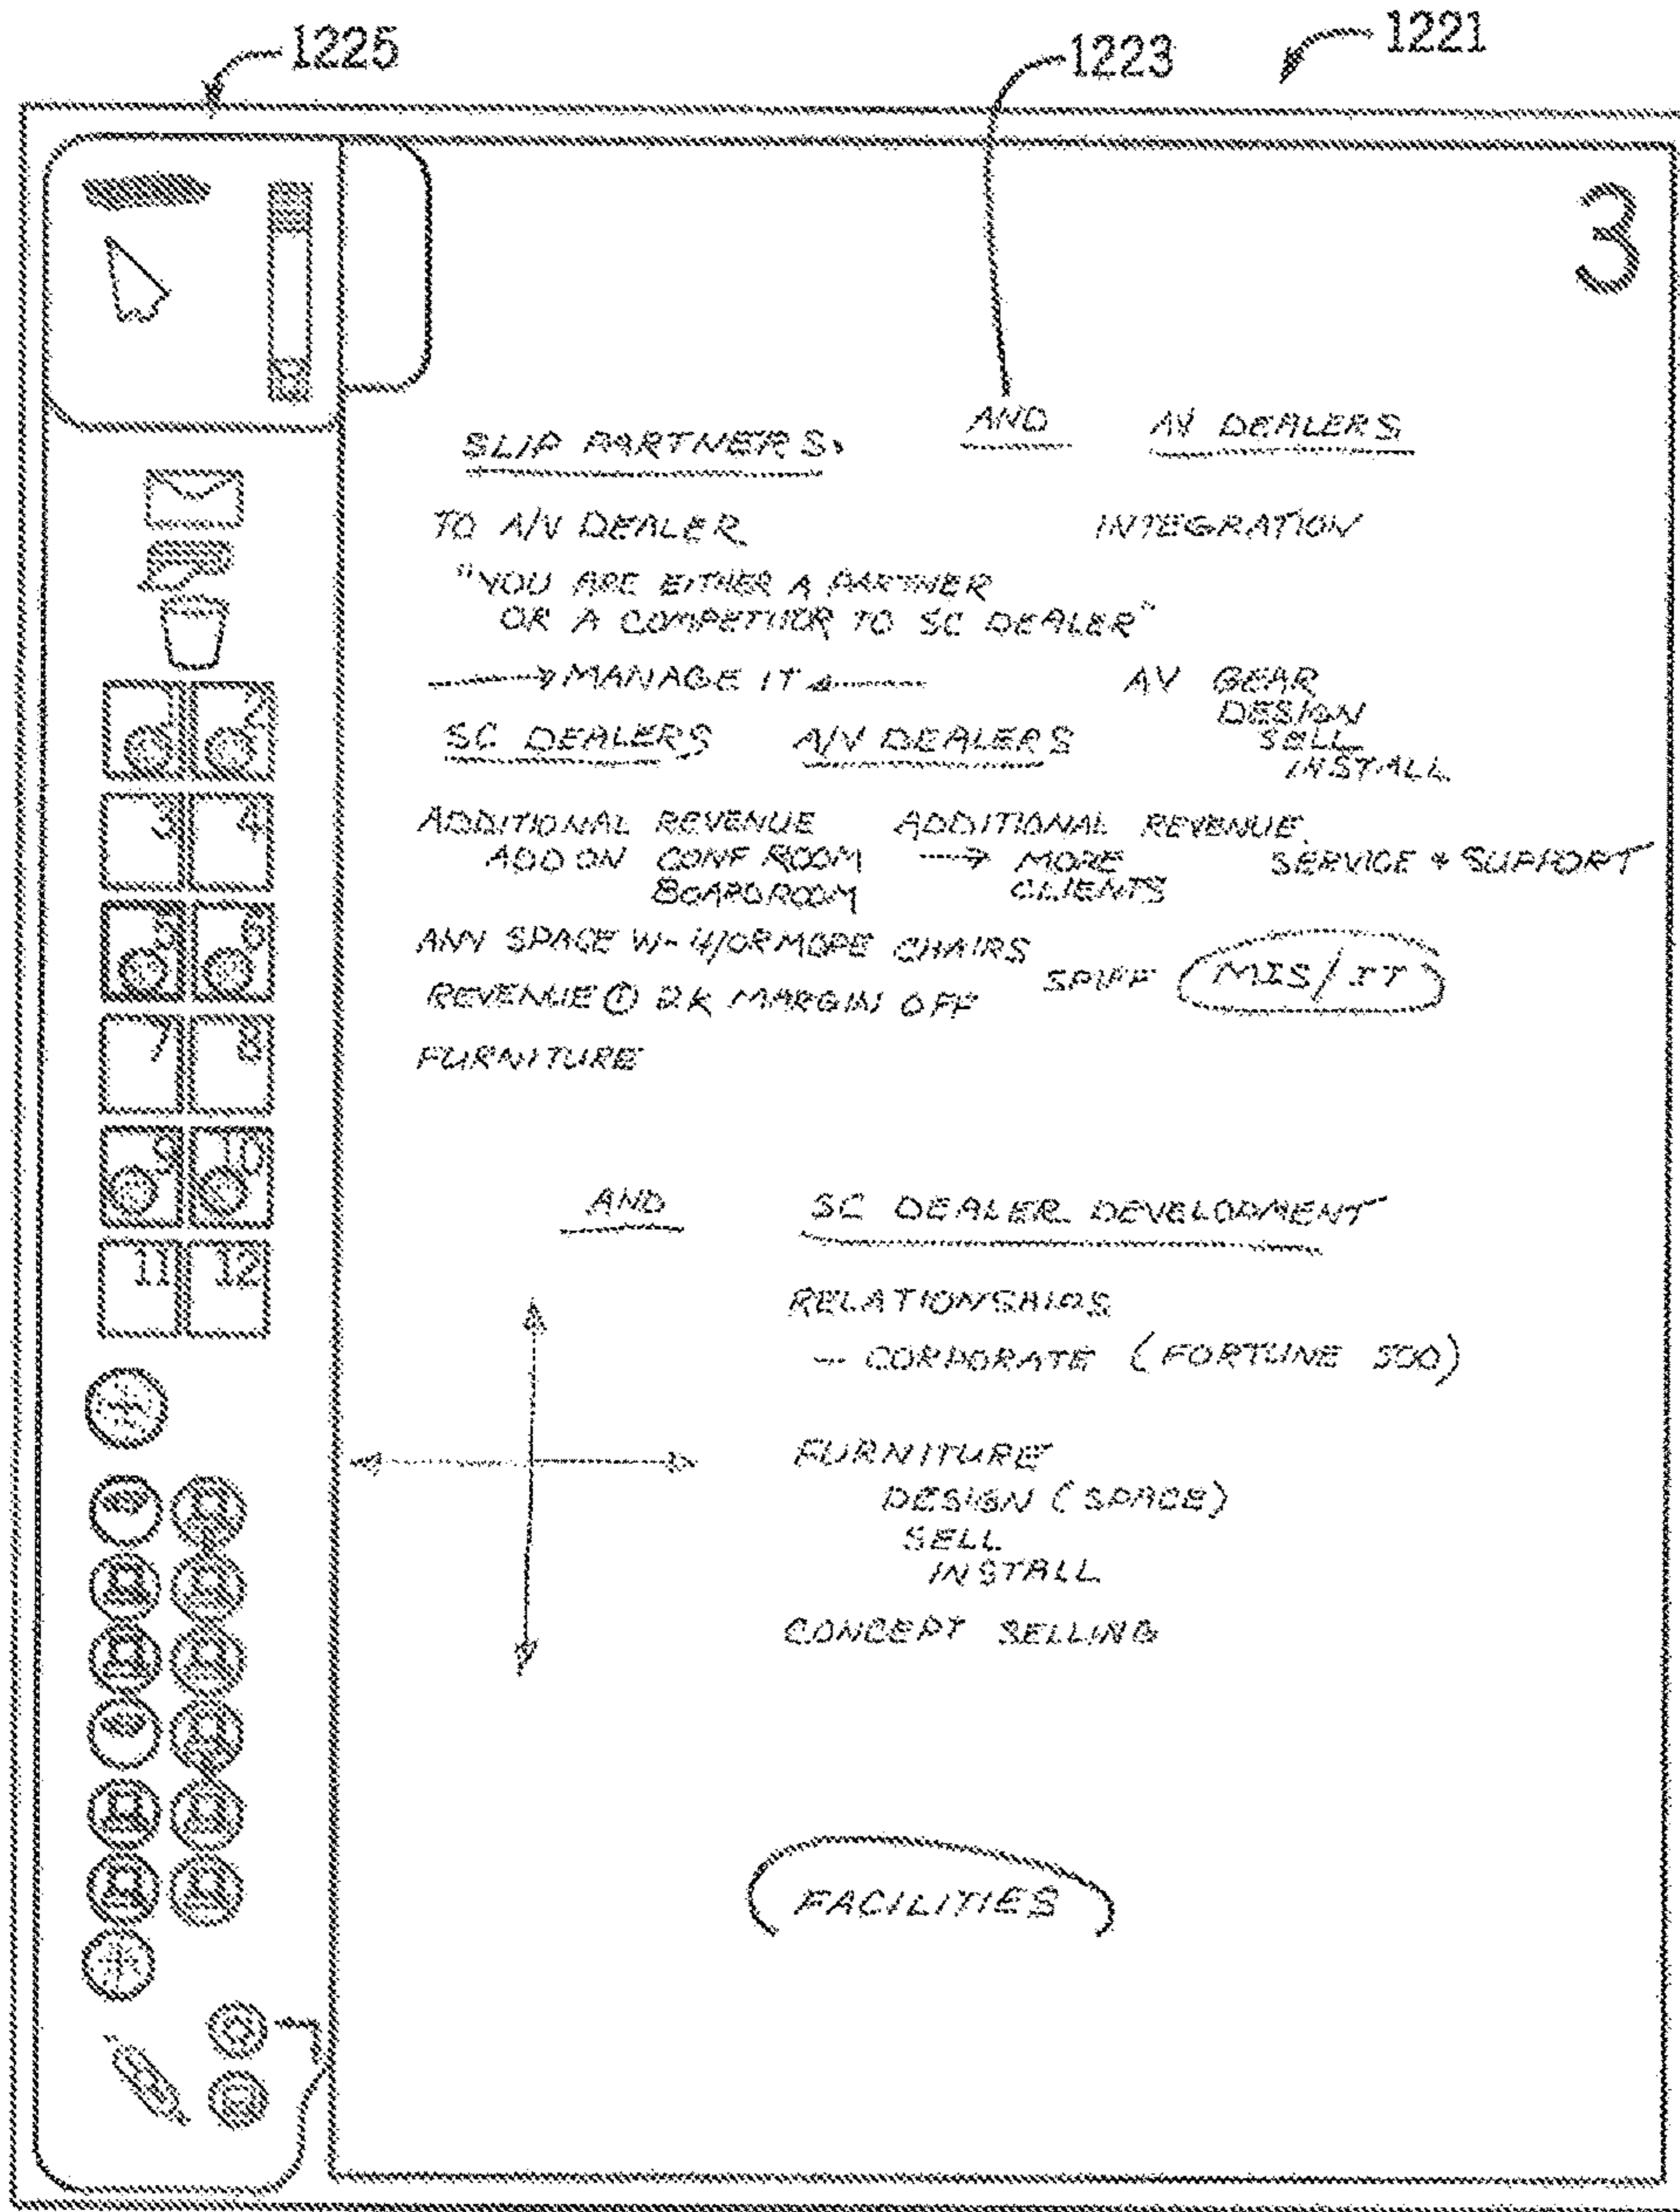 1225
1223
1221
3
SLIP PARTNERS AND AV DEALERS
TO A/V DEALER INTEGRATION
"YOU ARE EITHER A PARTNER
OR A COMPETITOR TO SC DEALER"
MANAGE IT AV GEAR
DESIGN
SC DEALERS A/V DEALERS SELL
INSTALL
ADDITIONAL REVENUE ADDITIONAL REVENUE
ADD ON CONF ROOM MORE SERVICE + SUPPORT
BOARDROOM CLIENTS
ANY SPACE W- 4/OR MORE CHAIRS
SPIFF MIS/IT
REVENUE ① 2K MARGIN OFF
FURNITURE
AND SC DEALER DEVELOPMENT
RELATIONSHIPS
- CORPORATE (FORTUNE 500)
FURNITURE
DESIGN (SPACE)
SELL
INSTALL
CONCEPT SELLING
FACILITIES
1 2
3 4
5 6
7 8
9 10
11 12